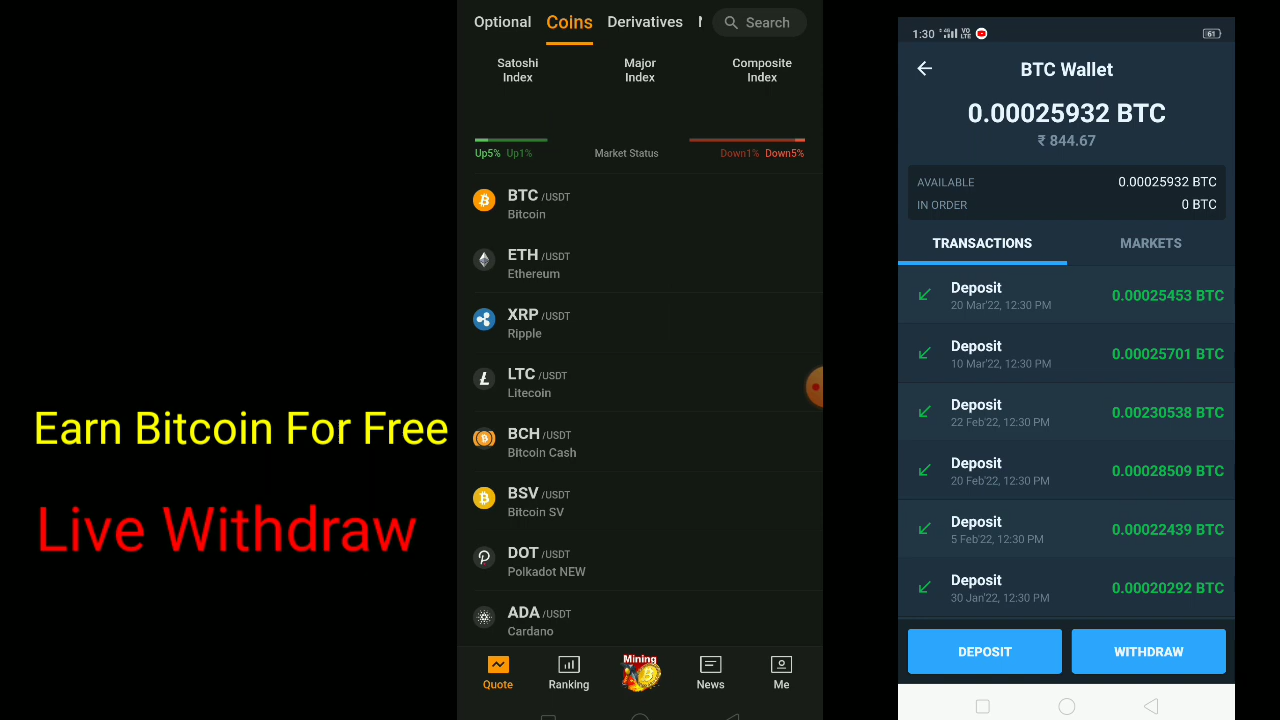 Earn Bitcoin For Free
Live Withdraw
Optional Coins Derivatives Search
Satoshi Index
Major Index
Composite Index
Up5% Up1% Market Status Down1% Down5%
BTC /USDT
Bitcoin
ETH /USDT
Ethereum
XRP /USDT
Ripple
LTC /USDT
Litecoin
BCH /USDT
Bitcoin Cash
BSV /USDT
Bitcoin SV
DOT /USDT
Polkadot NEW
ADA /USDT
Cardano
Mining
Quote Ranking News Me
1:30 4G VO LTE 61
BTC Wallet
0.00025932 BTC
₹ 844.67
AVAILABLE 0.00025932 BTC
IN ORDER 0 BTC
TRANSACTIONS MARKETS
Deposit
20 Mar'22, 12:30 PM 0.00025453 BTC
Deposit
10 Mar'22, 12:30 PM 0.00025701 BTC
Deposit
22 Feb'22, 12:30 PM 0.00230538 BTC
Deposit
20 Feb'22, 12:30 PM 0.00028509 BTC
Deposit
5 Feb'22, 12:30 PM 0.00022439 BTC
Deposit
30 Jan'22, 12:30 PM 0.00020292 BTC
DEPOSIT WITHDRAW